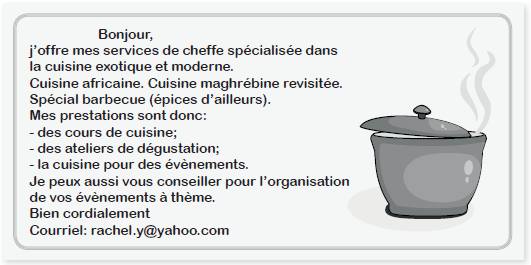 Bonjour,
j'offre mes services de cheffe spécialisée dans
la cuisine exotique et moderne.
Cuisine africaine. Cuisine maghrébine revisitée.
Spécial barbecue (épices d'ailleurs).
Mes prestations sont donc:
- des cours de cuisine;
- des ateliers de dégustation;
- la cuisine pour des évènements.
Je peux aussi vous conseiller pour l'organisation
de vos évènements à thème.
Bien cordialement
Courriel: rachel.y@yahoo.com